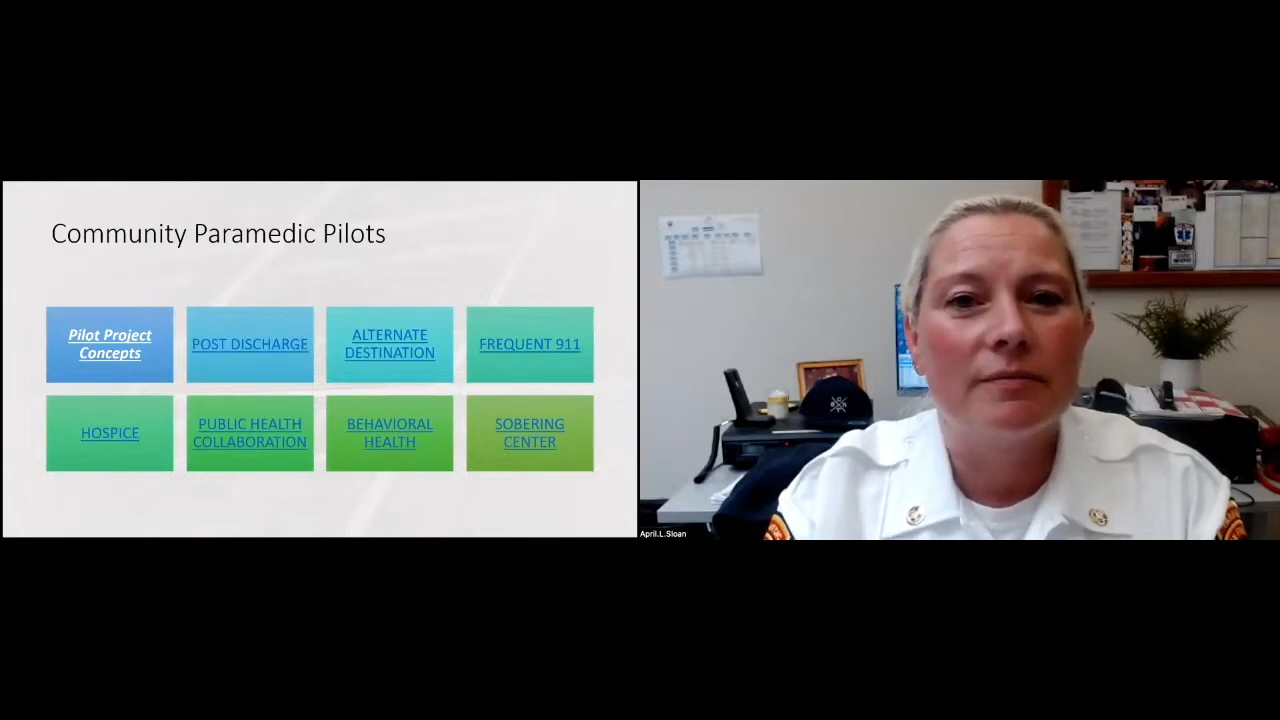 Community Paramedic Pilots
Pilot Project
Concepts
POST DISCHARGE
ALTERNATE
DESTINATION
FREQUENT 911
HOSPICE
PUBLIC HEALTH
COLLABORATION
BEHAVIORAL
HEALTH
SOBERING
CENTER
April.L.Sloan